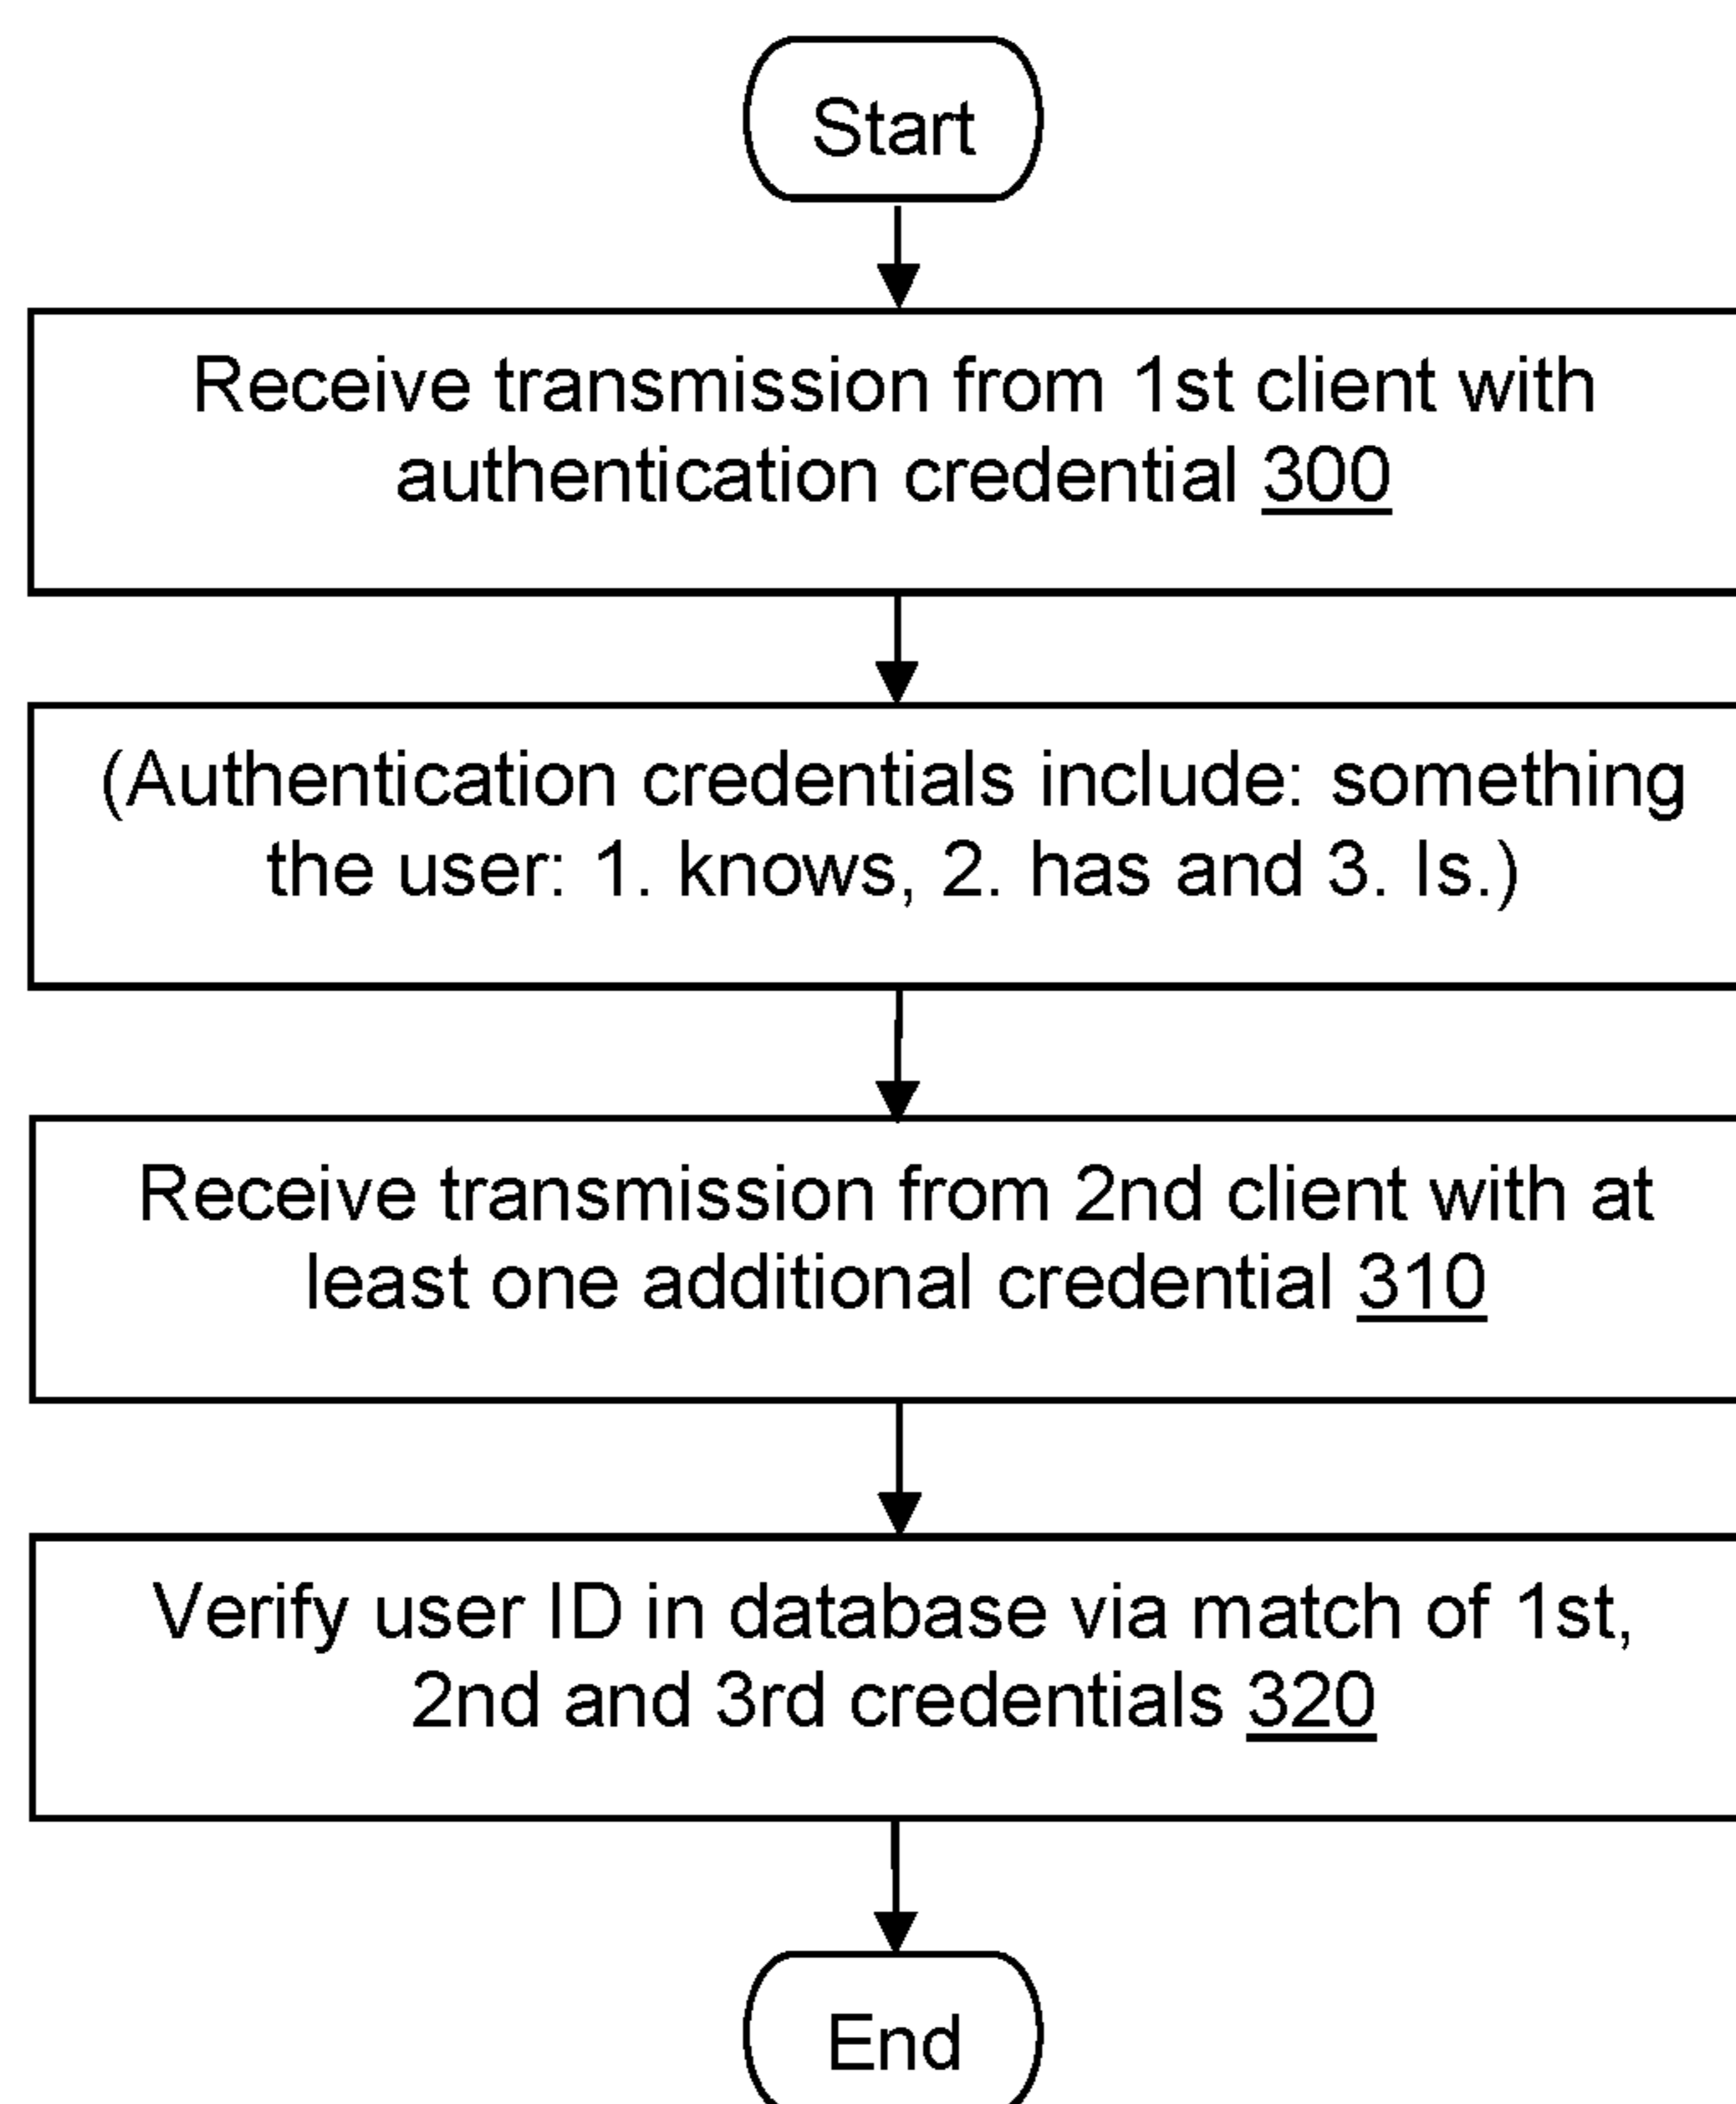 Start
Receive transmission from 1st client with
authentication credential 300
(Authentication credentials include: something
the user: 1. knows, 2. has and 3. Is.)
Receive transmission from 2nd client with at
least one additional credential 310
Verify user ID in database via match of 1st,
2nd and 3rd credentials 320
End